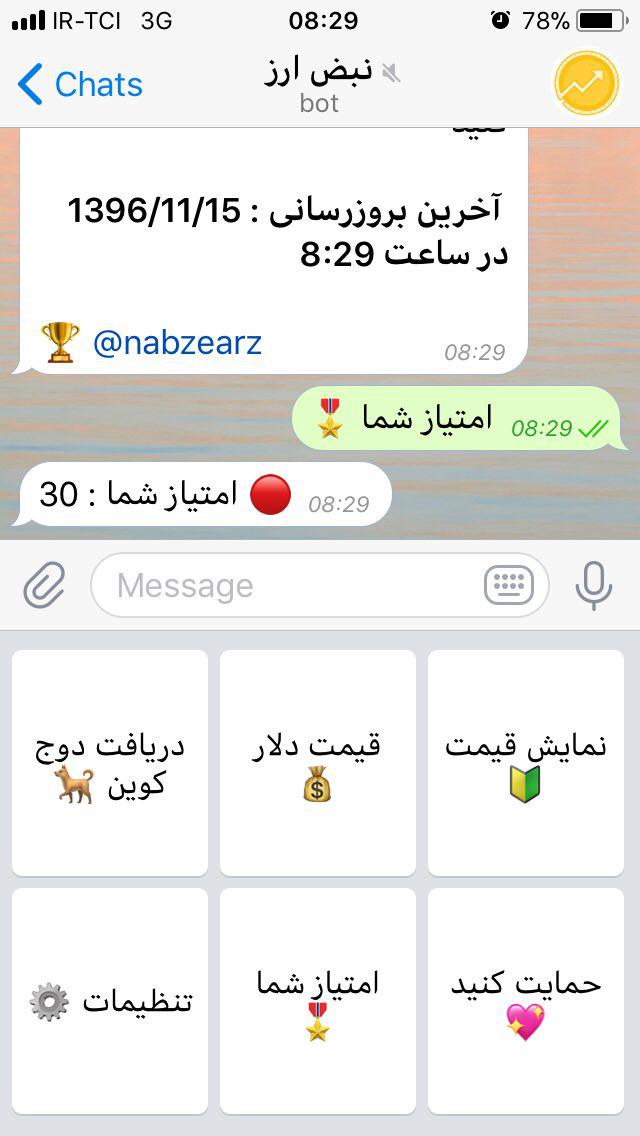 IR-TCI 3G 08:29 78%
Chats
نبض ارز
bot
آخرین بروزرسانی : 1396/11/15
در ساعت 8:29
🏆 @nabzearz 08:29
امتیاز شما 🎖 08:29
🔴 امتیاز شما : 30 08:29
Message
نمایش قیمت
🔰
قیمت دلار
💰
دریافت دوج
کوین 🐕
حمایت کنید
💖
امتیاز شما
🎖
تنظیمات ⚙